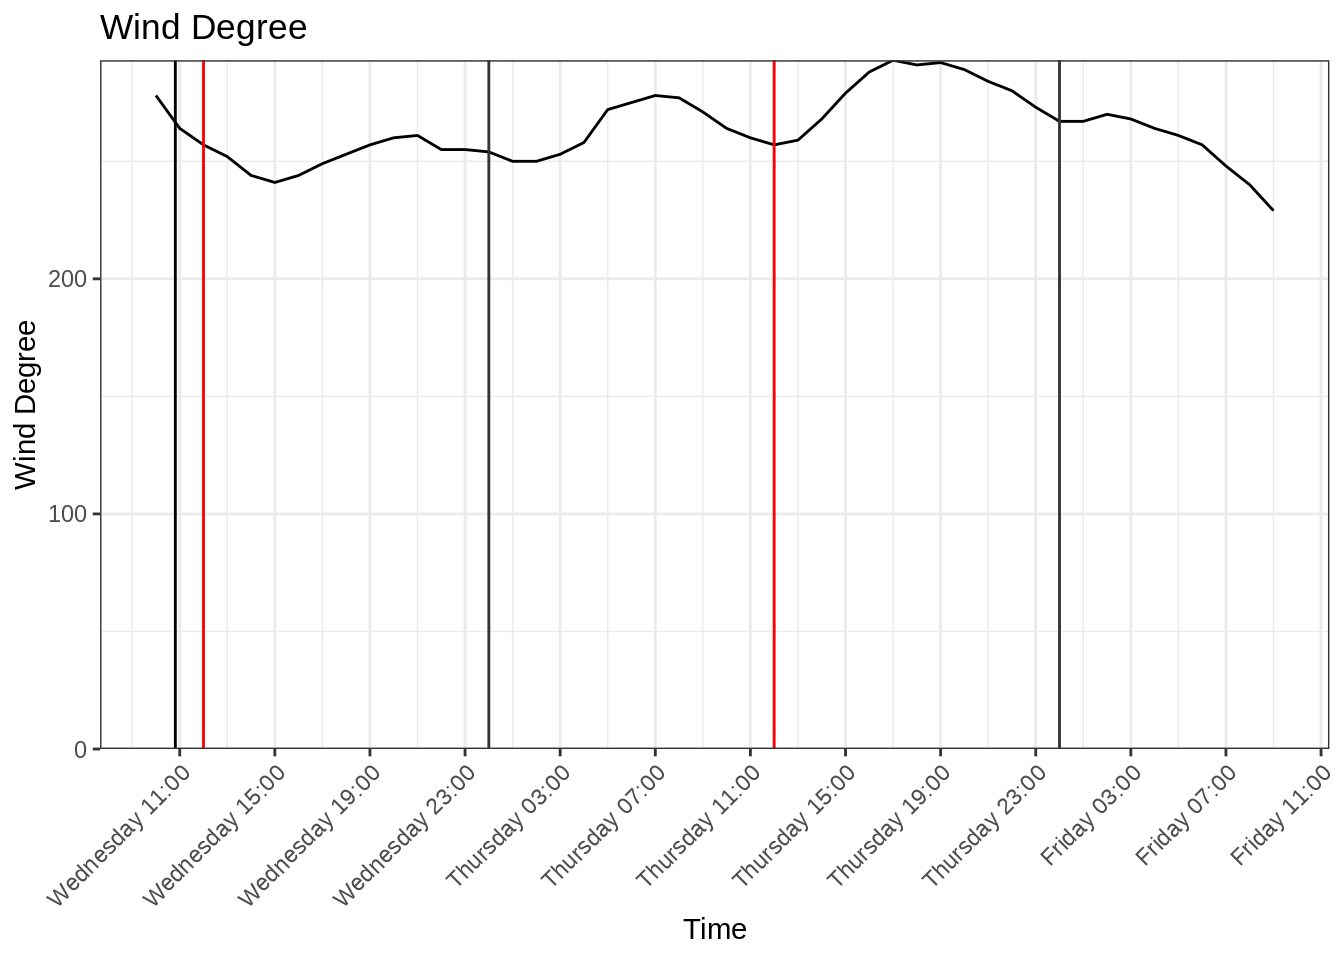 Wind Degree
Wind Degree
200
100
0
Wednesday 11:00
Wednesday 15:00
Wednesday 19:00
Wednesday 23:00
Thursday 03:00
Thursday 07:00
Thursday 11:00
Thursday 15:00
Thursday 19:00
Thursday 23:00
Friday 03:00
Friday 07:00
Friday 11:00
Time